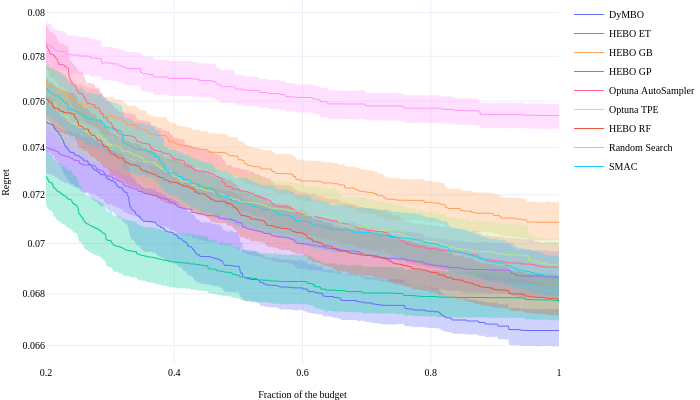 0.08
0.078
0.076
0.074
0.072
0.07
0.068
0.066
Regret
0.2
0.4
0.6
0.8
1
Fraction of the budget
DyMBO
HEBO ET
HEBO GB
HEBO GP
Optuna AutoSampler
Optuna TPE
HEBO RF
Random Search
SMAC